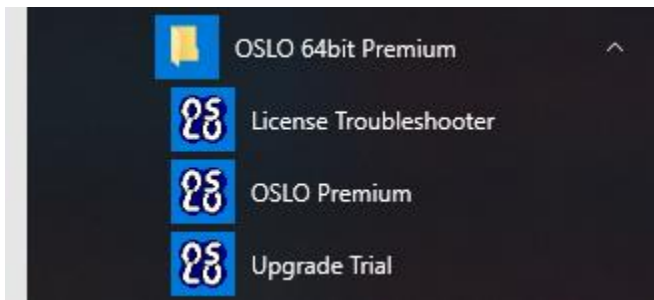 OSLO 64bit Premium
License Troubleshooter
OSLO Premium
Upgrade Trial